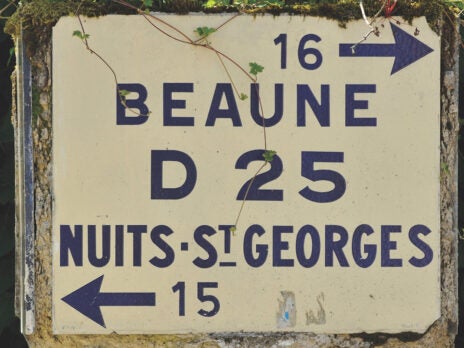 16 →
BEAUNE
D 25
NUITS·ST GEORGES
← 15